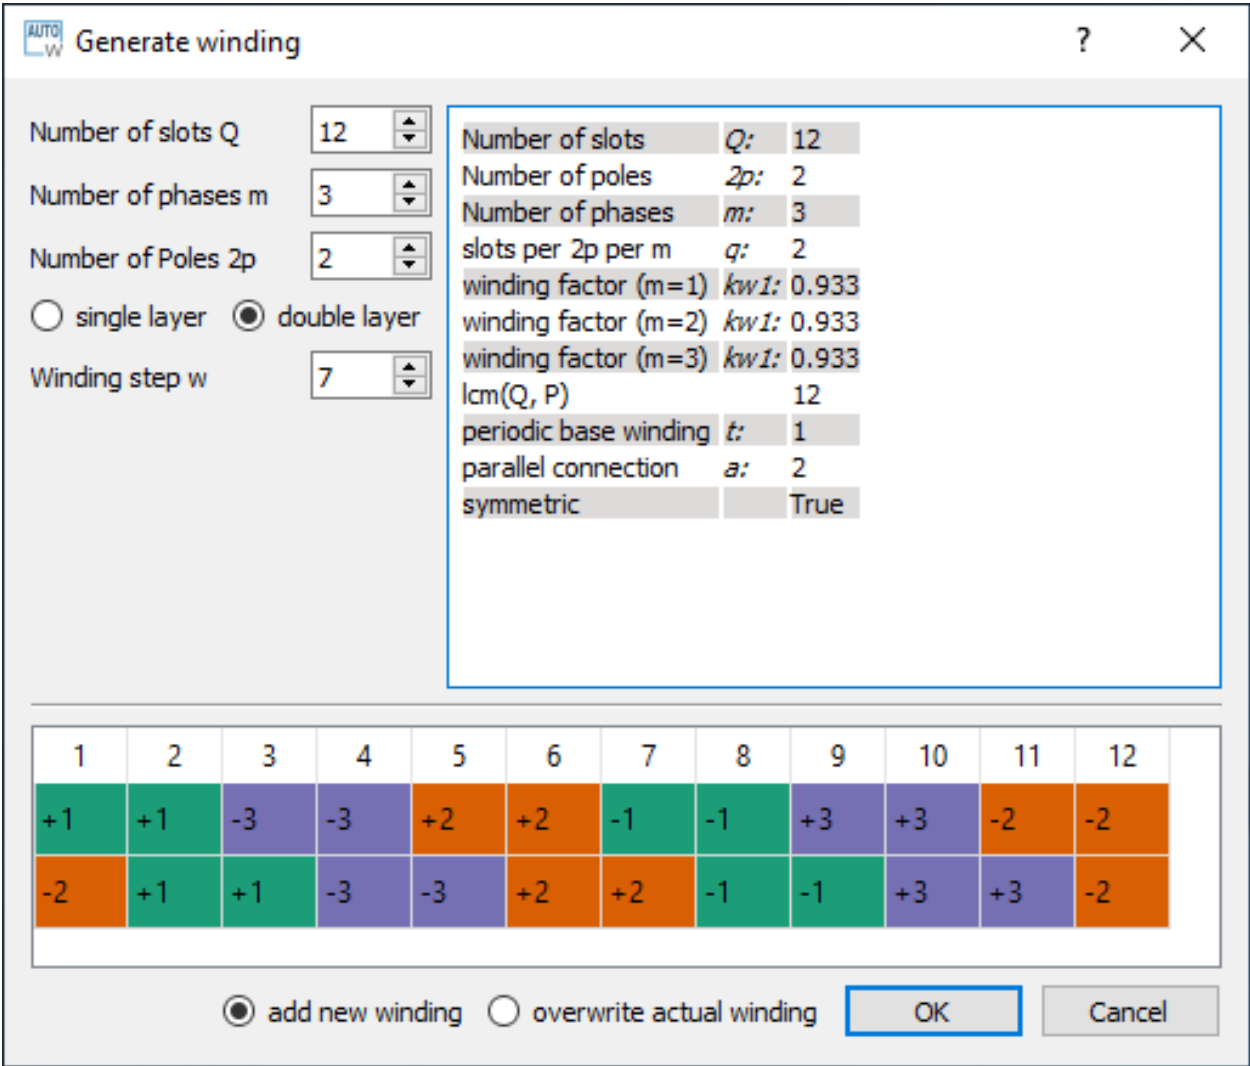 AUTO W Generate winding ? X
Number of slots Q 12
Number of phases m 3
Number of Poles 2p 2
single layer double layer
Winding step w 7
Number of slots Q: 12
Number of poles 2p: 2
Number of phases m: 3
slots per 2p per m q: 2
winding factor (m=1) kw1: 0.933
winding factor (m=2) kw1: 0.933
winding factor (m=3) kw1: 0.933
lcm(Q, P) 12
periodic base winding t: 1
parallel connection a: 2
symmetric True
1 2 3 4 5 6 7 8 9 10 11 12
+1 +1 -3 -3 +2 +2 -1 -1 +3 +3 -2 -2
-2 +1 +1 -3 -3 +2 +2 -1 -1 +3 +3 -2
add new winding overwrite actual winding OK Cancel